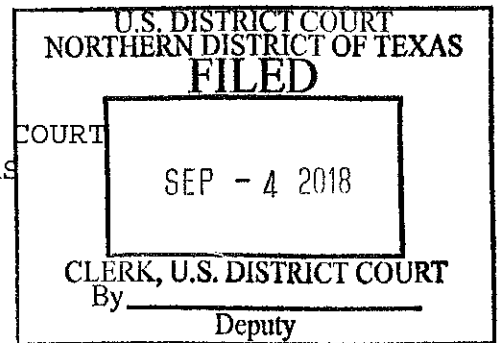 U.S. DISTRICT COURT
NORTHERN DISTRICT OF TEXAS
FILED
COURT
SEP - 4 2018
CLERK, U.S. DISTRICT COURT
By
Deputy